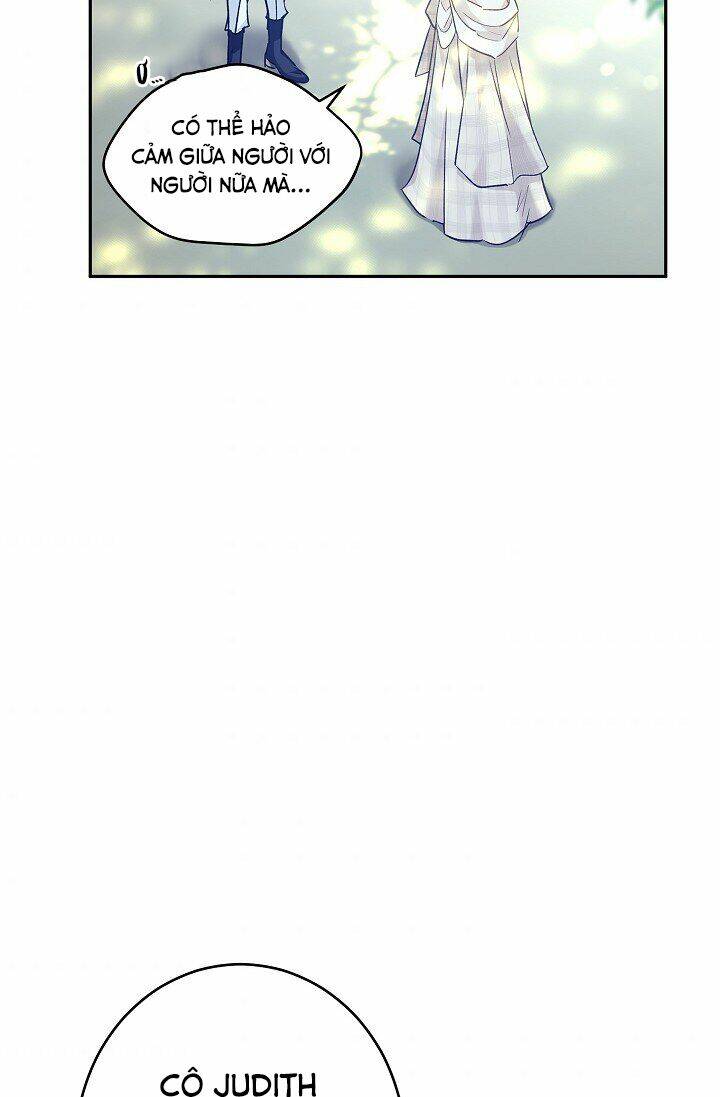 Ơ...
CÓ THỂ HẢO
CẢM GIỮA NGƯỜI VỚI
NGƯỜI NỮA MÀ...
CÔ JUDITH